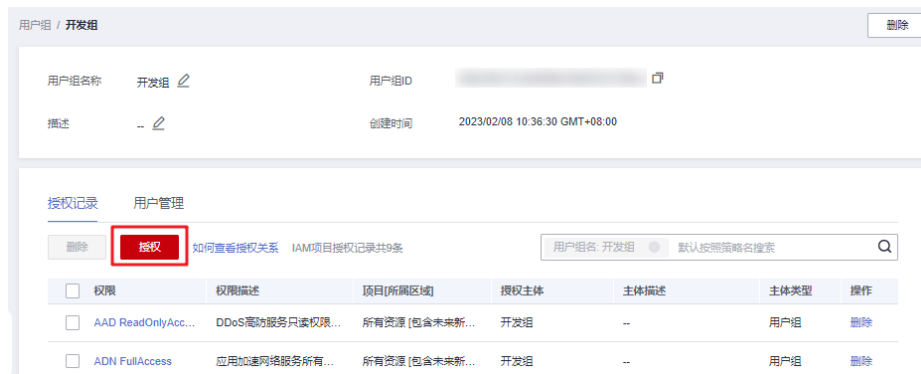 用户组 / 开发组
删除
用户组名称 开发组 用户组ID
描述 -- 创建时间 2023/02/08 10:36:30 GMT+08:00
授权记录 用户管理
删除 授权 如何查看授权关系 IAM项目授权记录共9条 用户组名: 开发组 默认按照策略名搜索
权限 权限描述 项目[所属区域] 授权主体 主体描述 主体类型 操作
AAD ReadOnlyAcc... DDoS高防服务只读权限... 所有资源 [包含未来新... 开发组 -- 用户组 删除
ADN FullAccess 应用加速网络服务所有... 所有资源 [包含未来新... 开发组 -- 用户组 删除